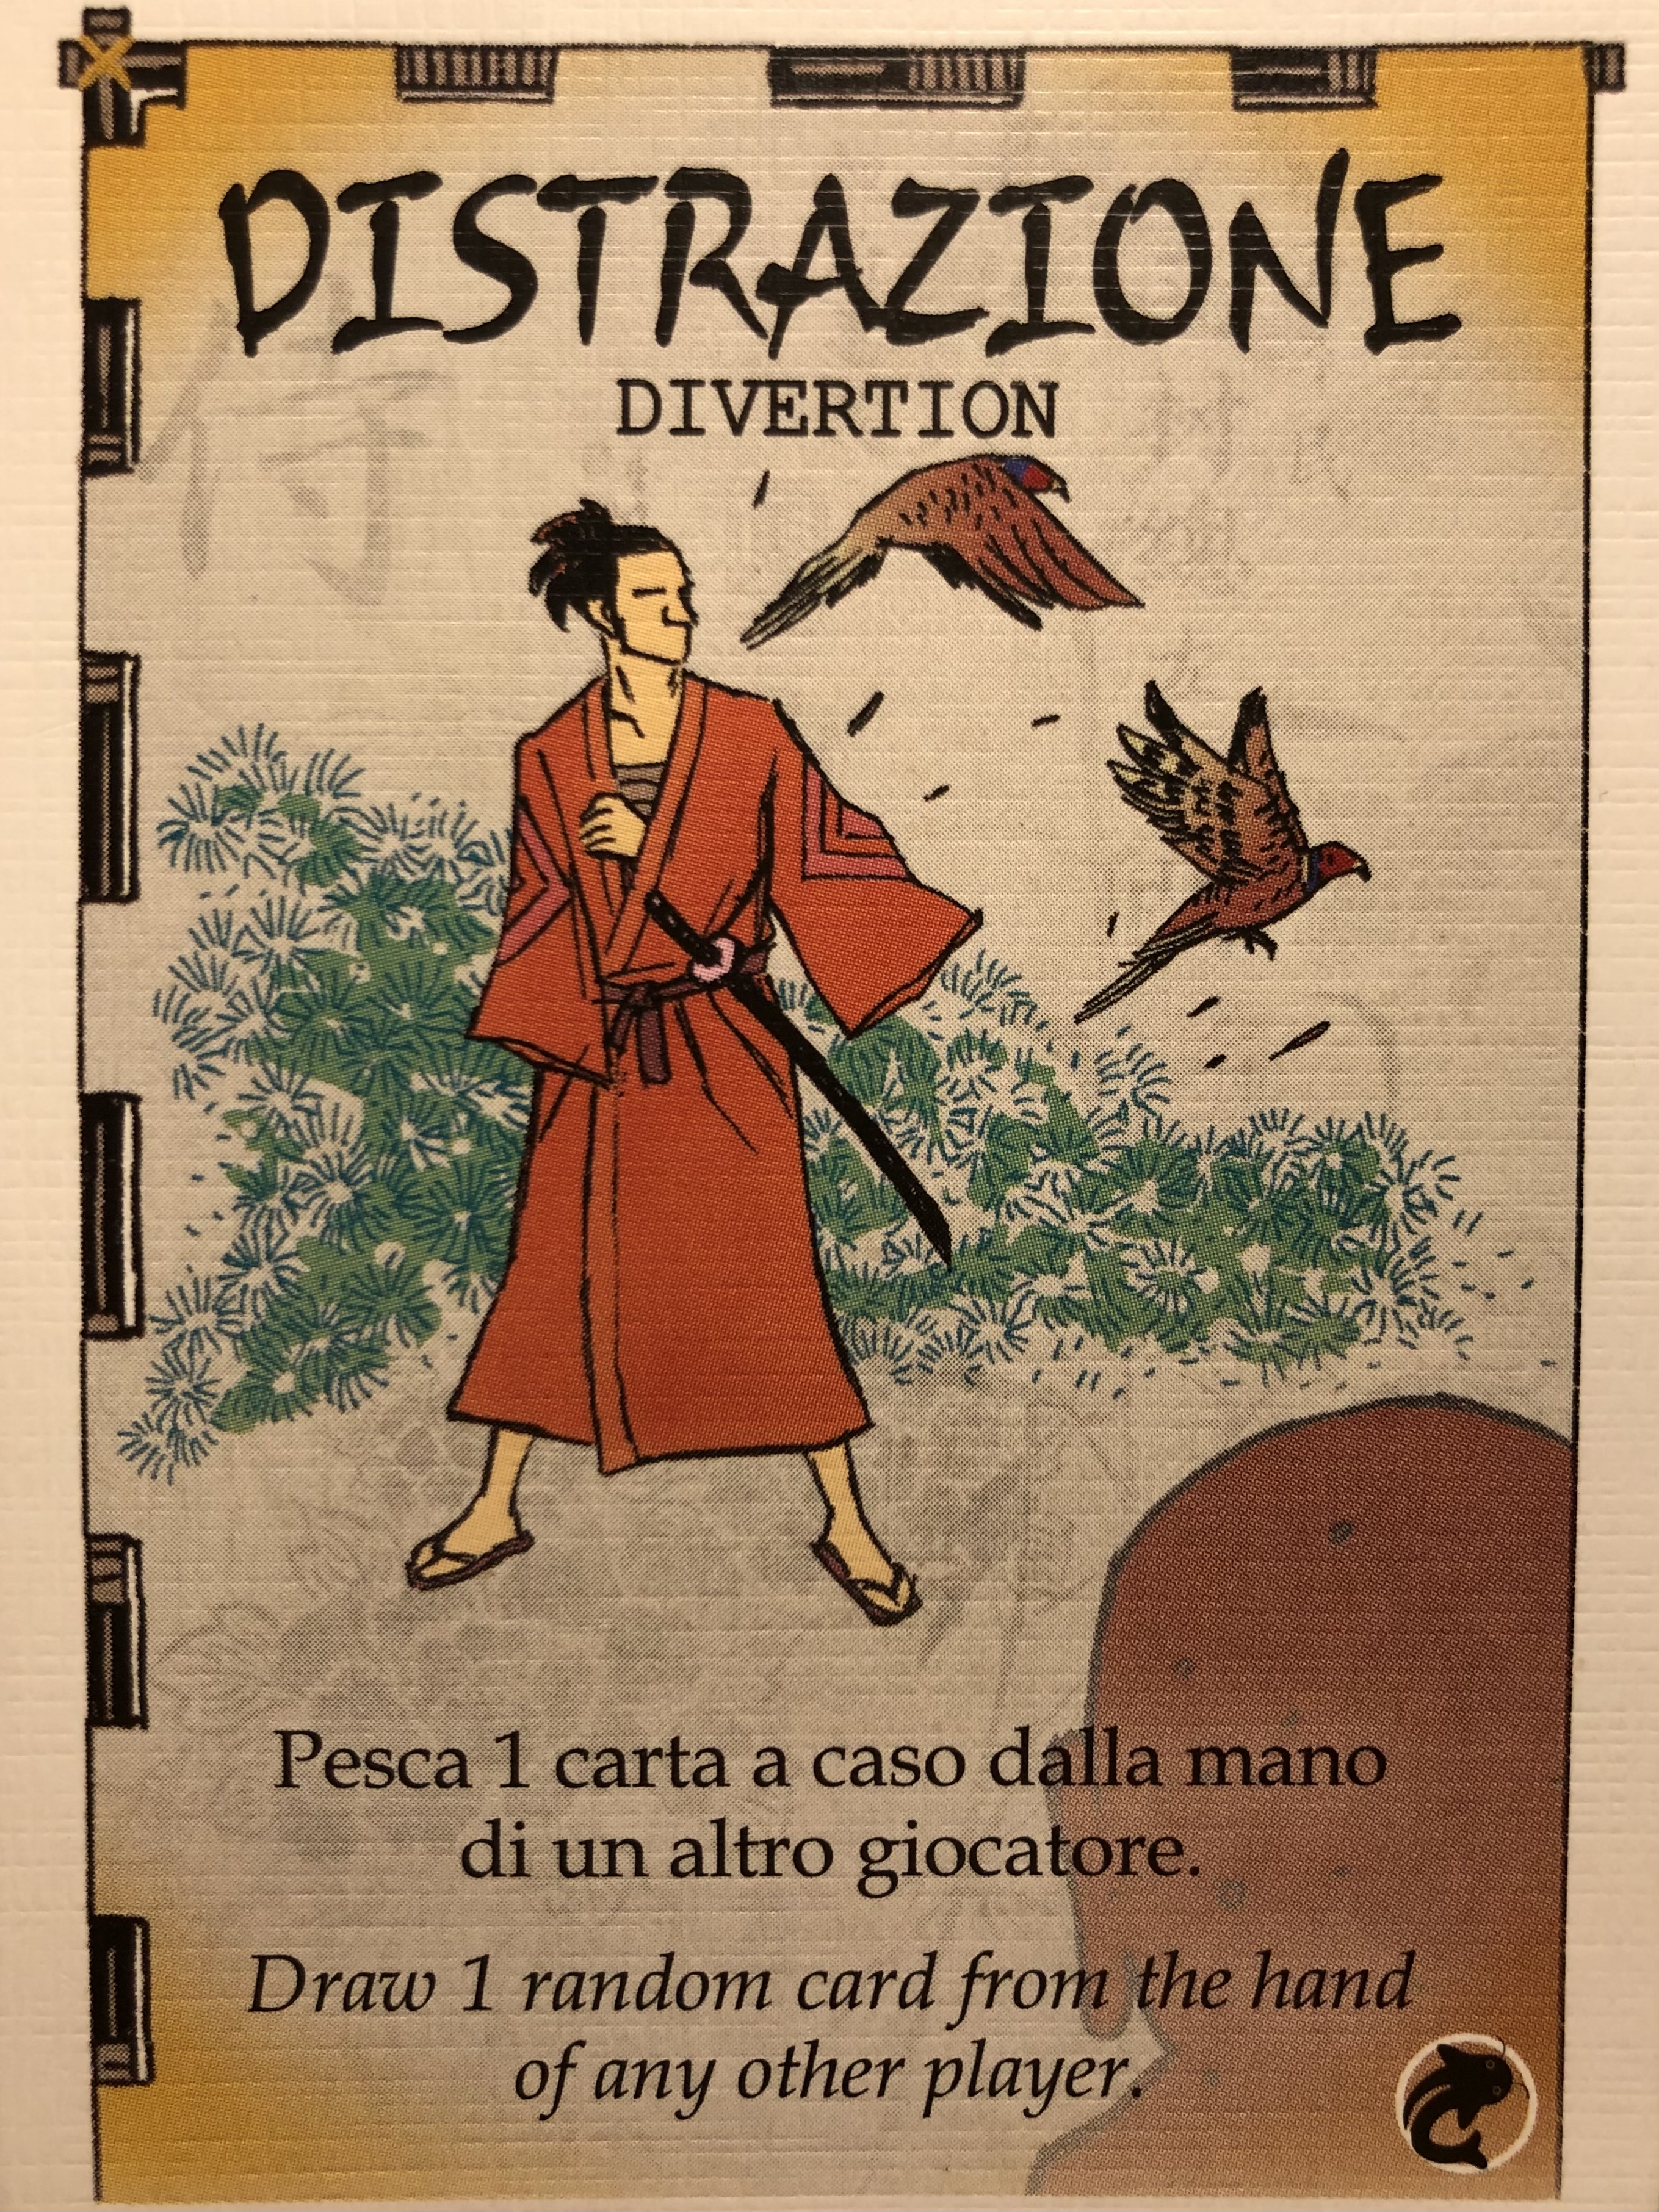 DISTRAZIONE
DIVERTION
侍
Pesca 1 carta a caso dalla mano
di un altro giocatore.
Draw 1 random card from the hand
of any other player.